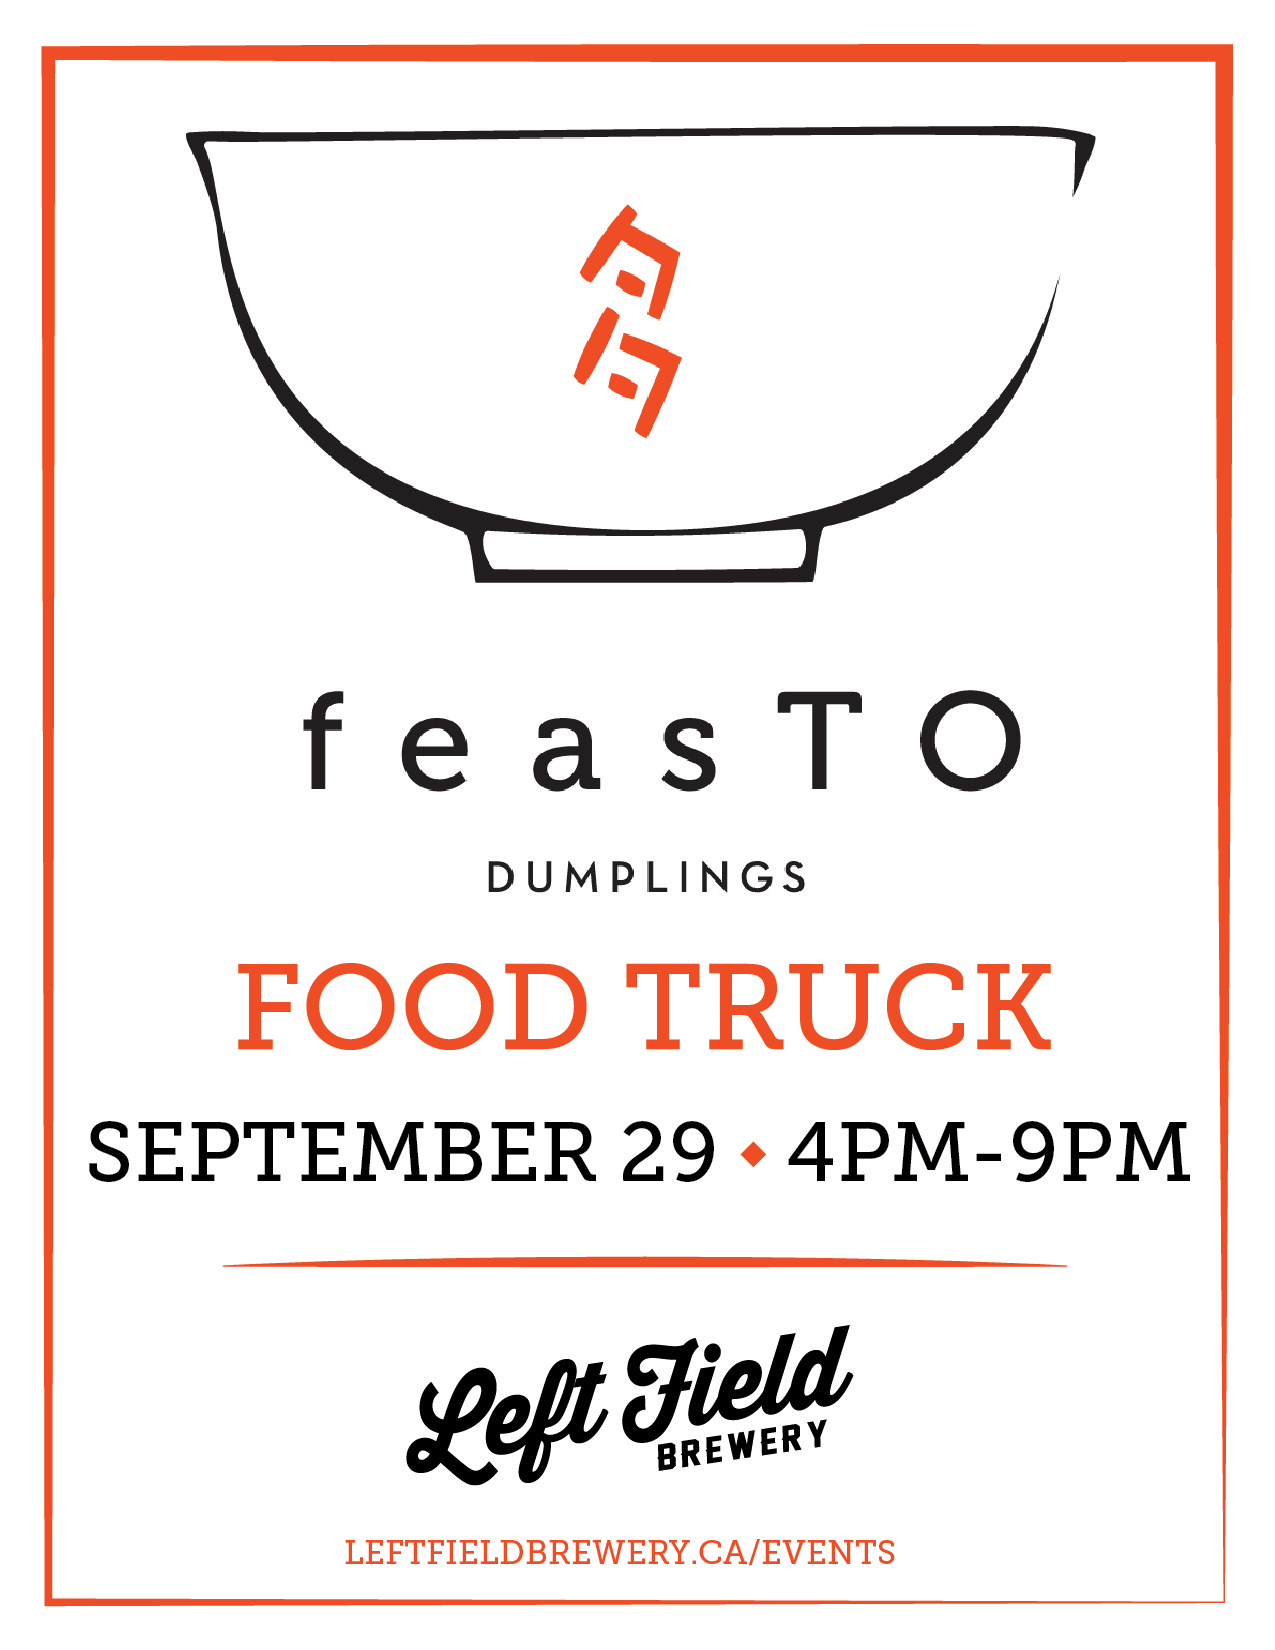 feasTO
DUMPLINGS
FOOD TRUCK
SEPTEMBER 29 ◆ 4PM-9PM
Left Field
BREWERY
LEFTFIELDBREWERY.CA/EVENTS